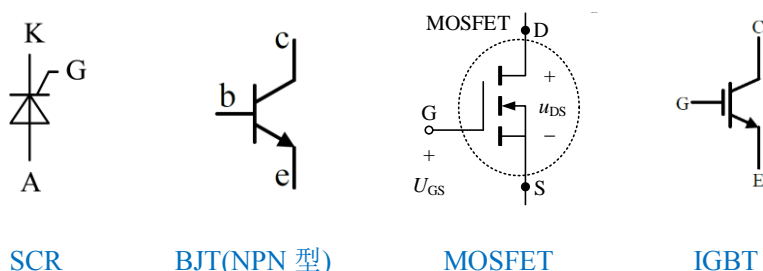 K
G
A
SCR
c
b
e
BJT(NPN 型)
MOSFET
D
+
G
u_DS
+
−
U_GS
S
MOSFET
C
G
E
IGBT